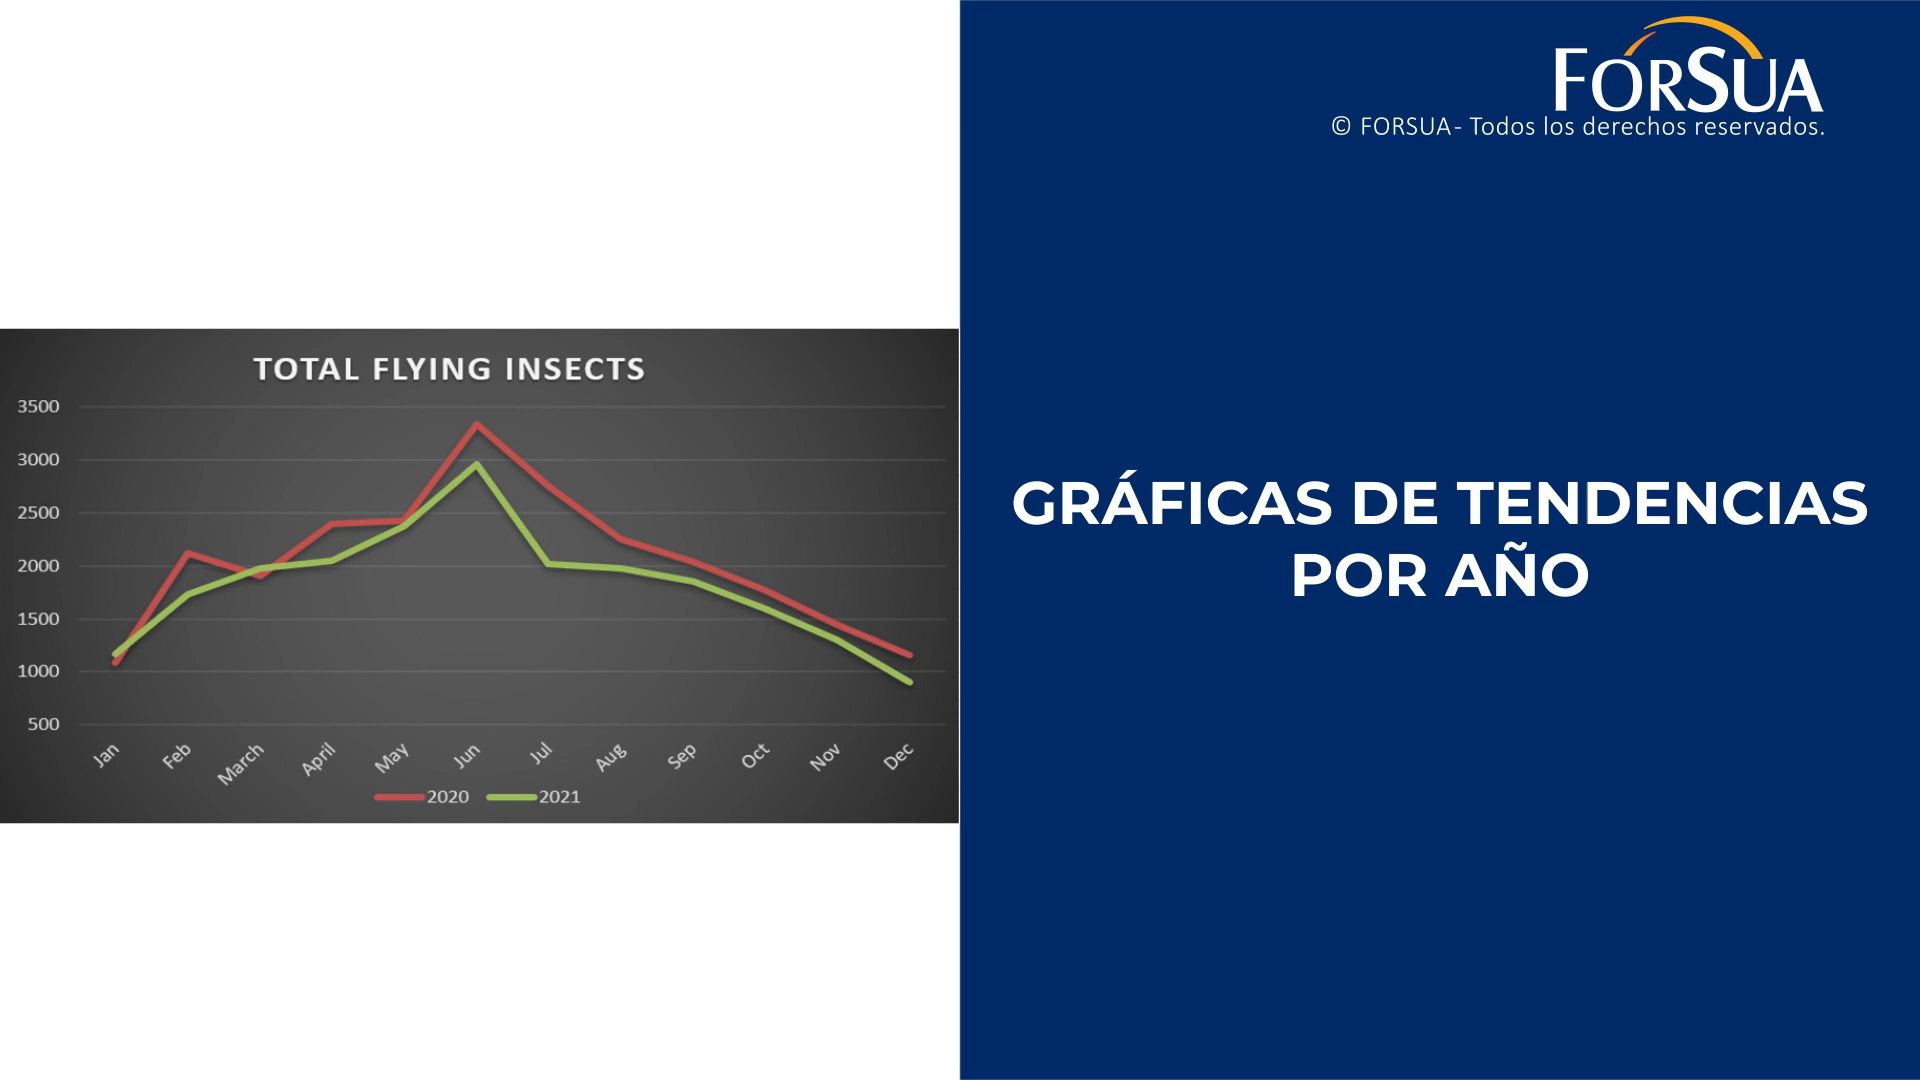 FORSUA
© FORSUA - Todos los derechos reservados.
TOTAL FLYING INSECTS
3500
3000
2500
2000
1500
1000
500
Jan Feb March April May Jun Jul Aug Sep Oct Nov Dec
2020 2021
GRÁFICAS DE TENDENCIAS
POR AÑO